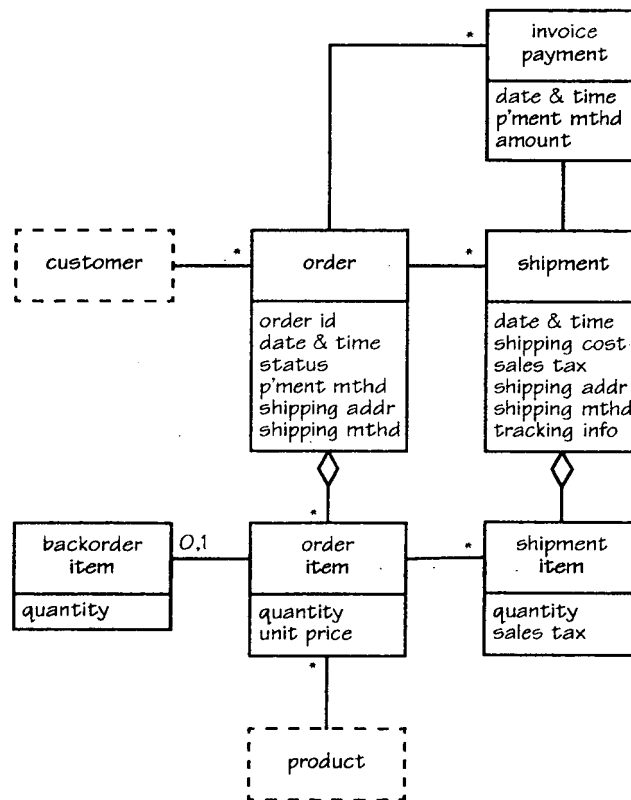 *
invoice
payment
date & time
p'ment mthd
amount
customer
*
order
*
shipment
order id
date & time
status
p'ment mthd
shipping addr
shipping mthd
date & time
shipping cost
sales tax
shipping addr
shipping mthd
tracking info
*
backorder
item
0,1
order
item
*
shipment
item
quantity
quantity
unit price
quantity
sales tax
*
product